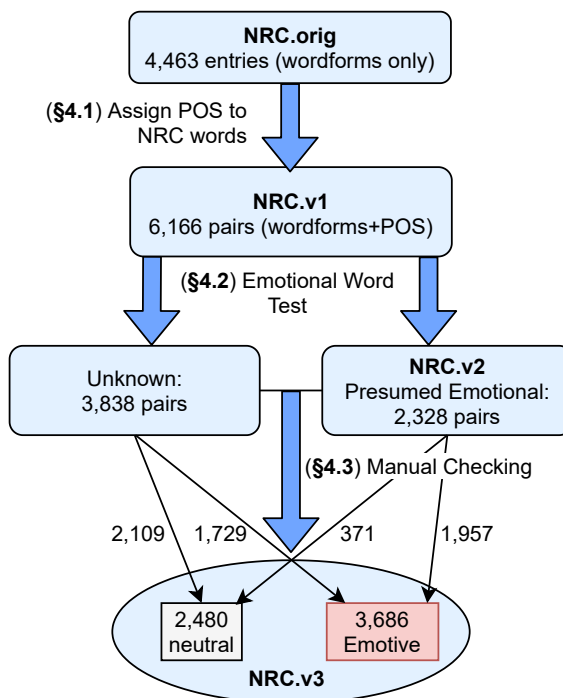 NRC.orig
4,463 entries (wordforms only)
(§4.1) Assign POS to
NRC words
NRC.v1
6,166 pairs (wordforms+POS)
(§4.2) Emotional Word
Test
Unknown:
3,838 pairs
NRC.v2
Presumed Emotional:
2,328 pairs
(§4.3) Manual Checking
2,109
1,729
371
1,957
2,480
neutral
3,686
Emotive
NRC.v3